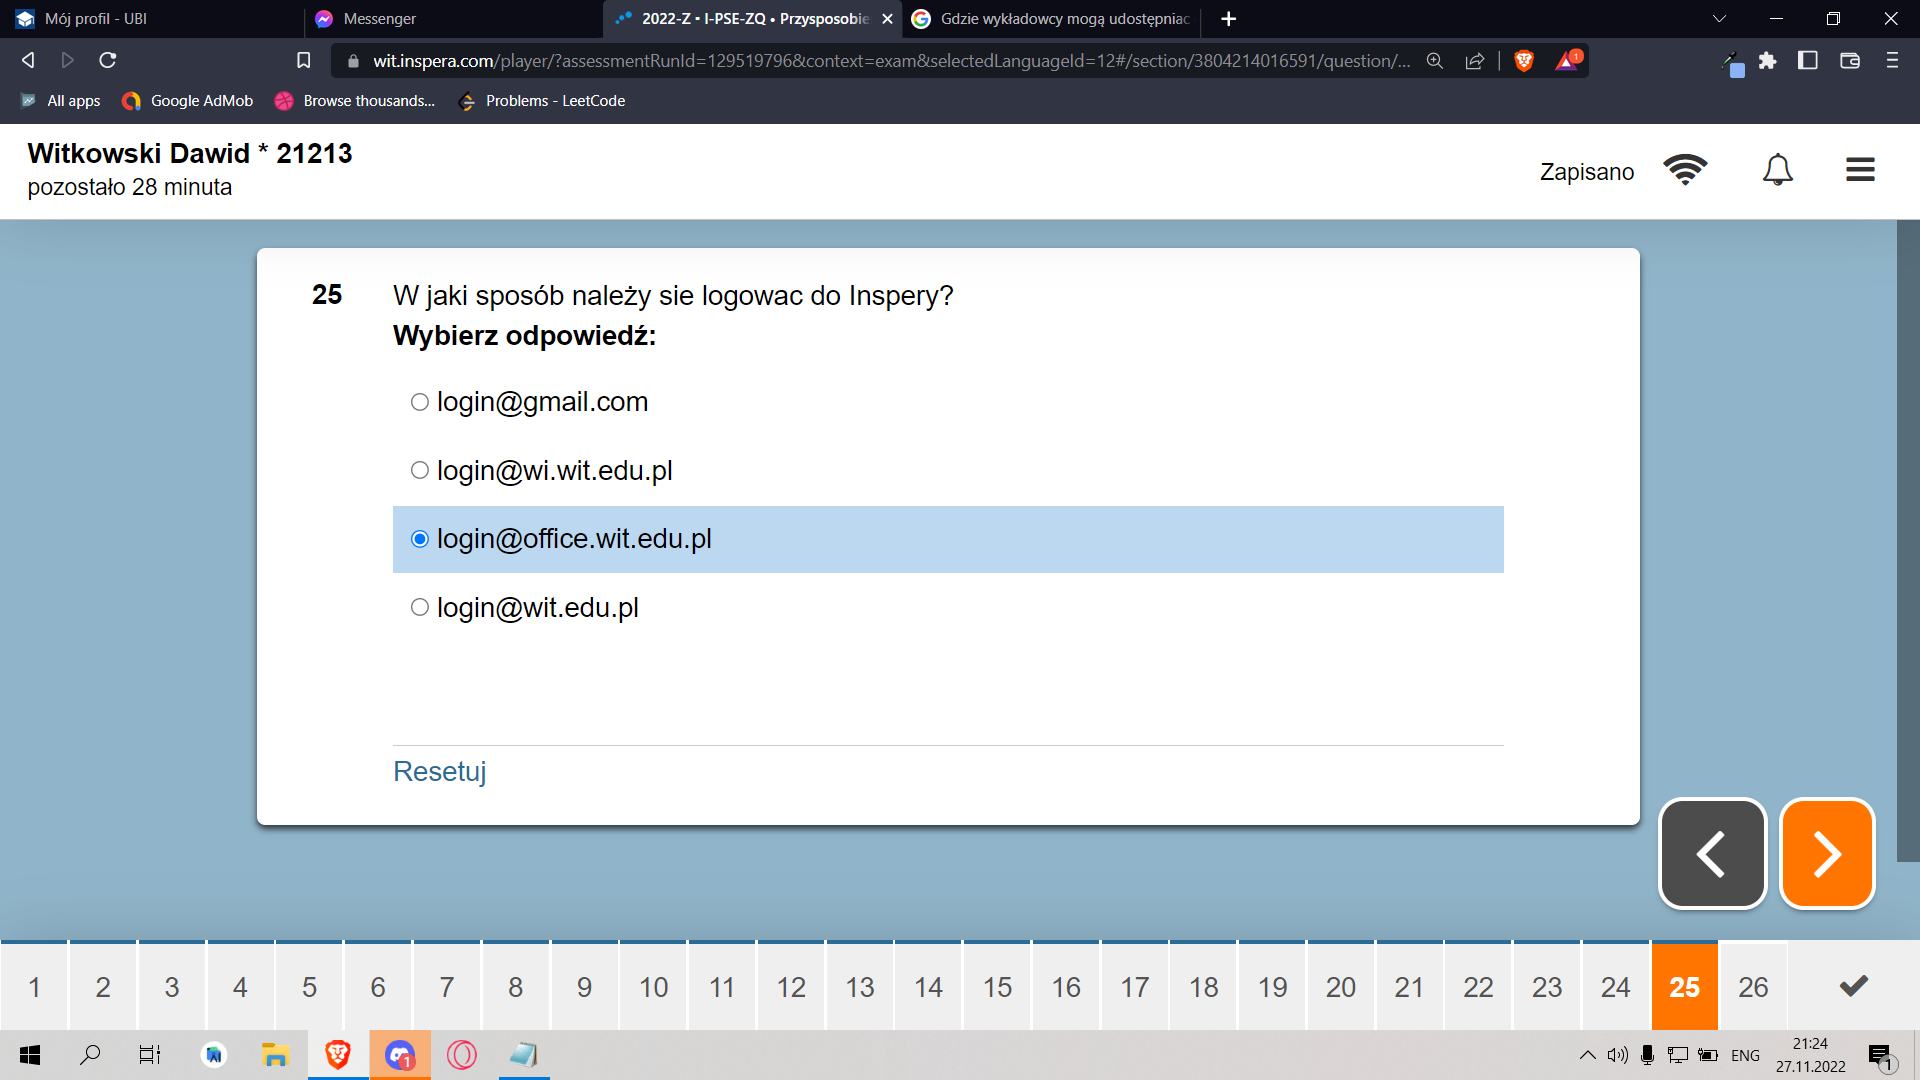 Mój profil - UBI
Messenger
2022-Z • I-PSE-ZQ • Przysposobie
Gdzie wykładowcy mogą udostępniac
wit.inspera.com/player/?assessmentRunId=129519796&context=exam&selectedLanguageId=12#/section/3804214016591/question/...
1
All apps
Google AdMob
Browse thousands...
Problems - LeetCode
Witkowski Dawid * 21213
pozostało 28 minuta
Zapisano
25
W jaki sposób należy sie logowac do Inspery?
Wybierz odpowiedź:
login@gmail.com
login@wi.wit.edu.pl
login@office.wit.edu.pl
login@wit.edu.pl
Resetuj
1 2 3 4 5 6 7 8 9 10 11 12 13 14 15 16 17 18 19 20 21 22 23 24 25 26
1
ENG
21:24
27.11.2022
1